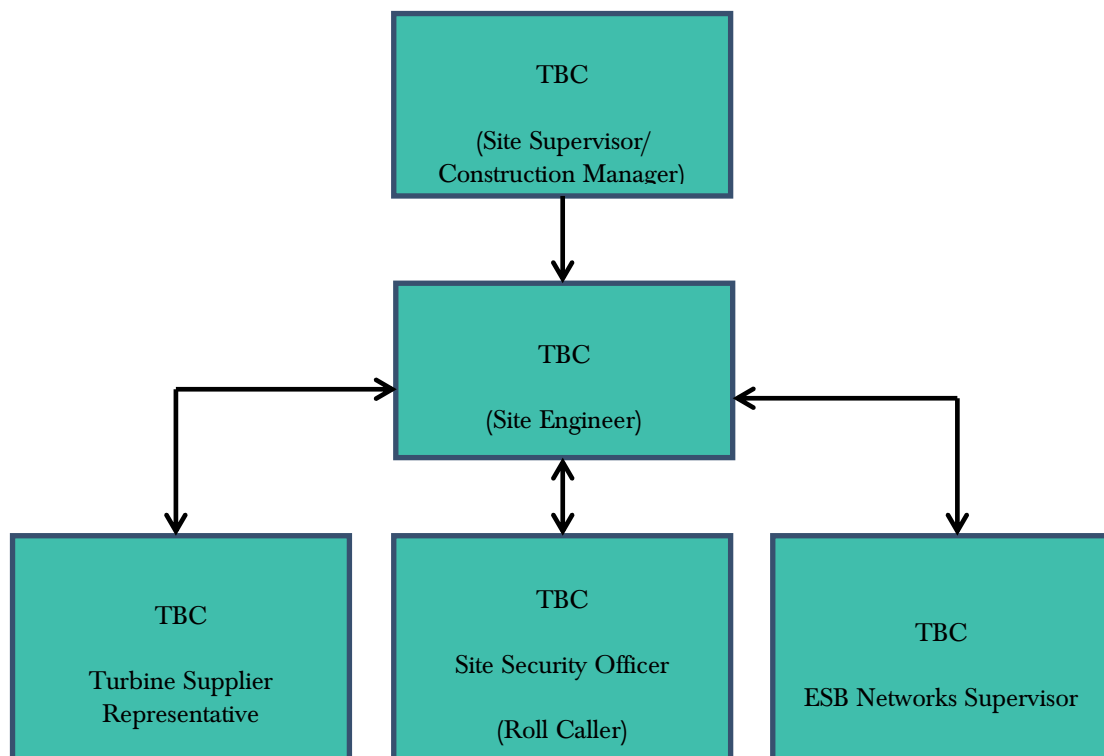 TBC
(Site Supervisor/
Construction Manager)
TBC
(Site Engineer)
TBC
Turbine Supplier
Representative
TBC
Site Security Officer
(Roll Caller)
TBC
ESB Networks Supervisor